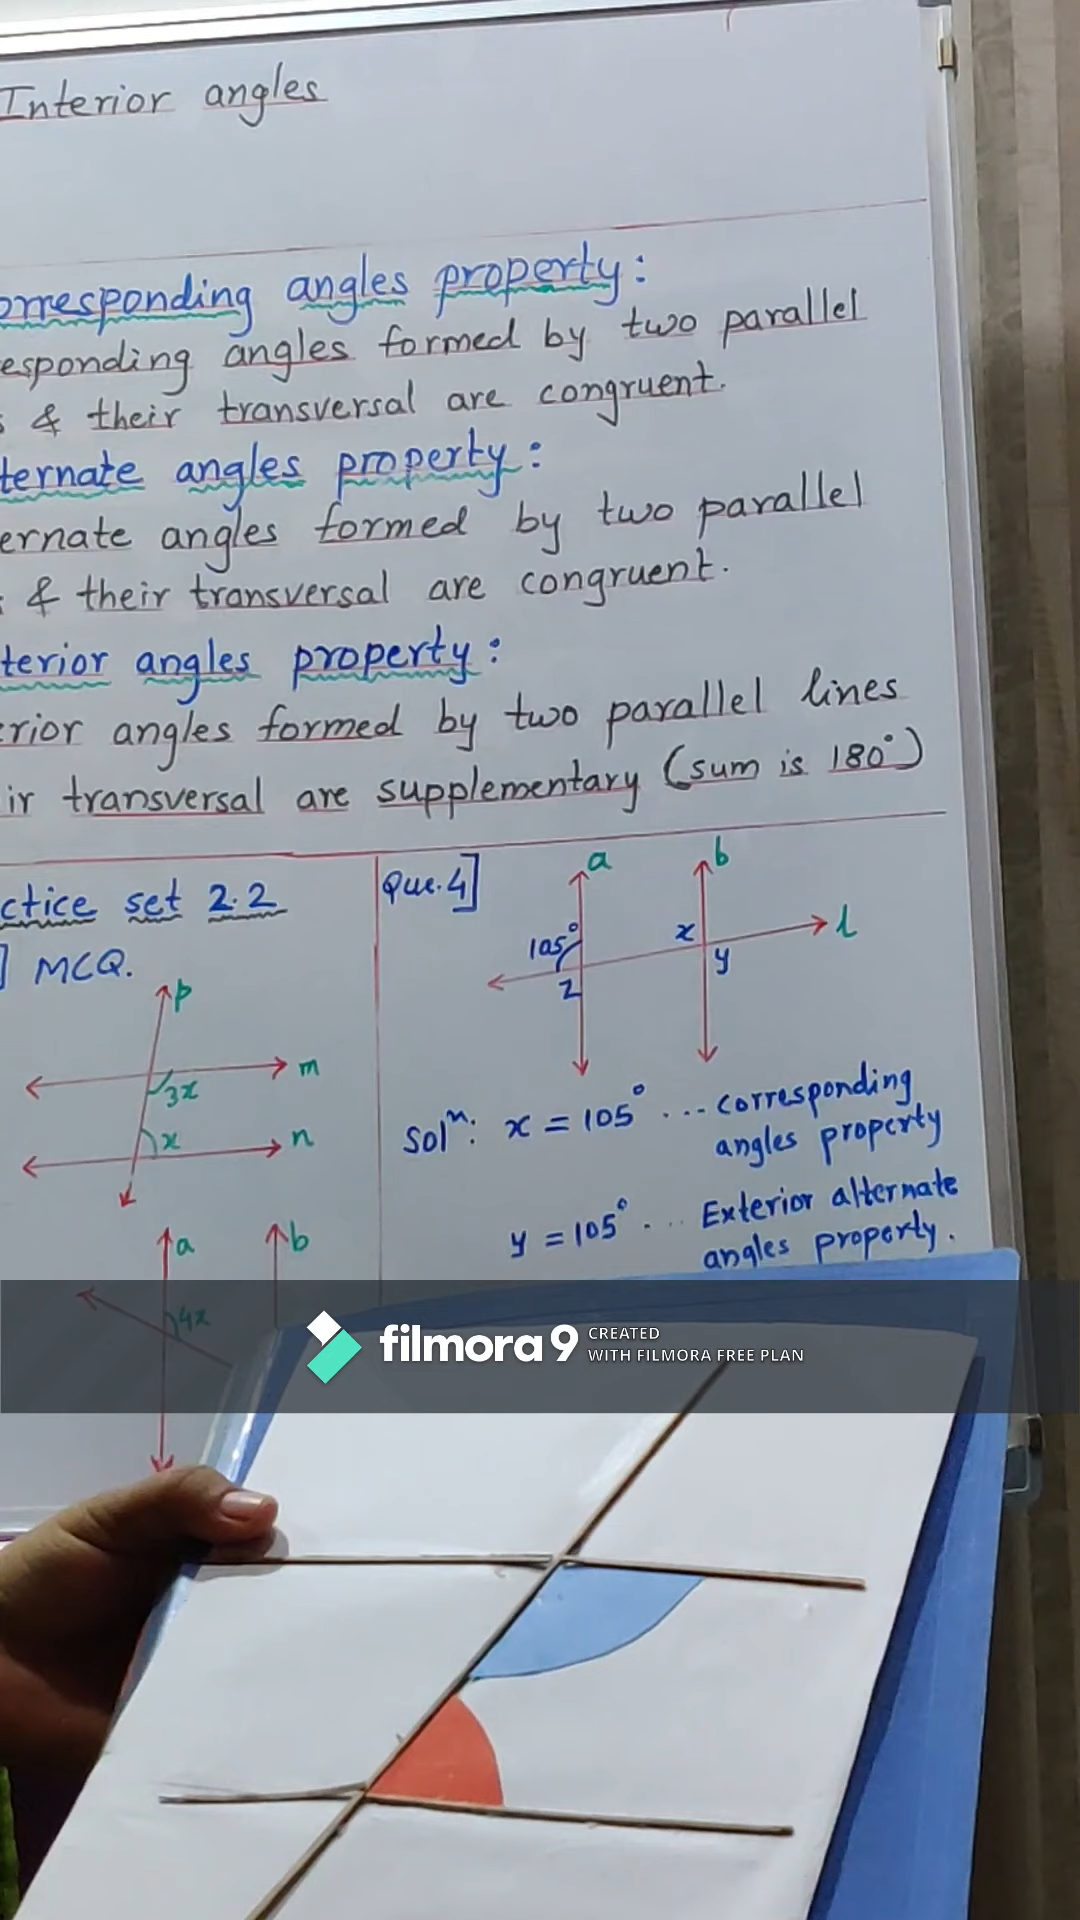 Interior angles
orresponding angles property:
esponding angles formed by two parallel
& their transversal are congruent.
ternate angles property:
ernate angles formed by two parallel
& their transversal are congruent.
terior angles property:
rior angles formed by two parallel lines
ir transversal are supplementary (sum is 180°)
ctice set 2.2
] MCQ.
p
m
3x
x
n
a
b
4x
Que.4]
a
b
l
105°
x
y
z
Solⁿ: x = 105° ... corresponding
angles property
y = 105° ... Exterior alternate
angles property.
filmora9
CREATED
WITH FILMORA FREE PLAN